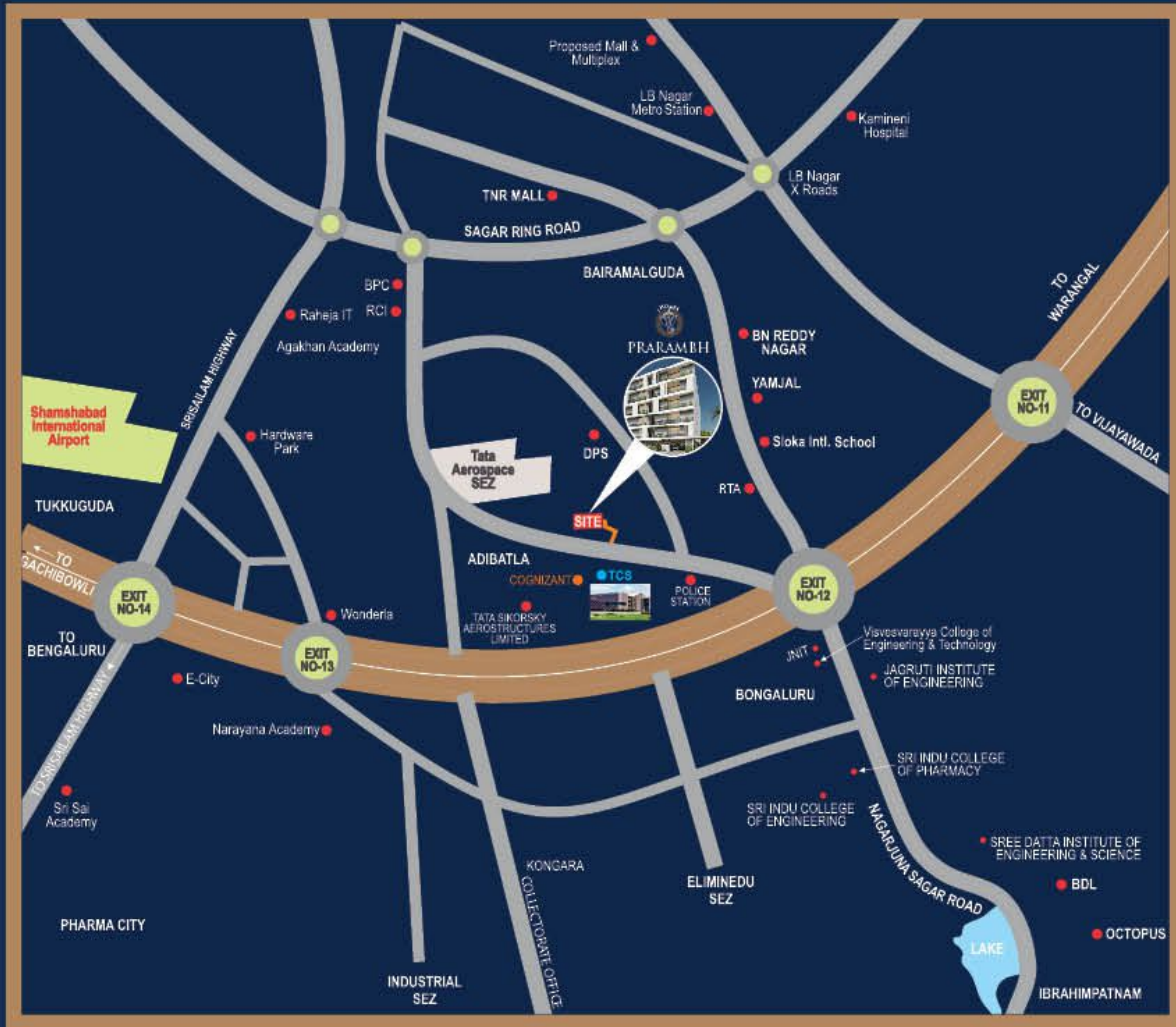 Proposed Mall &
Multiplex
LB Nagar
Metro Station
Kamineni
Hospital
LB Nagar
X Roads
TNR MALL
SAGAR RING ROAD
BAIRAMALGUDA
TO
WARANGAL
BPC
RCI
Raheja IT
Agakhan Academy
SRISAILAM HIGHWAY
PRARAMBH
BN REDDY
NAGAR
YAMJAL
EXIT
NO-11
TO VIJAYAWADA
Shamshabad
International
Airport
Hardware
Park
Tata
Aerospace
SEZ
DPS
Sloka Intl. School
RTA
TUKKUGUDA
SITE
ADIBATLA
TO
GACHIBOWLI
COGNIZANT
TCS
POLICE
STATION
EXIT
NO-12
EXIT
NO-14
Wonderla
TATA SIKORSKY
AEROSTRUCTURES
LIMITED
TO
BENGALURU
EXIT
NO-13
Visvesvarayya College of
Engineering & Technology
JNIT
JAGRUTI INSTITUTE
OF ENGINEERING
E-City
BONGALURU
Narayana Academy
TO SRISAILAM HIGHWAY
SRI INDU COLLEGE
OF PHARMACY
Sri Sai
Academy
SRI INDU COLLEGE
OF ENGINEERING
NAGARJUNA SAGAR ROAD
SREE DATTA INSTITUTE OF
ENGINEERING & SCIENCE
KONGARA
COLLECTORATE OFFICE
ELIMINEDU
SEZ
BDL
PHARMA CITY
OCTOPUS
LAKE
INDUSTRIAL
SEZ
IBRAHIMPATNAM